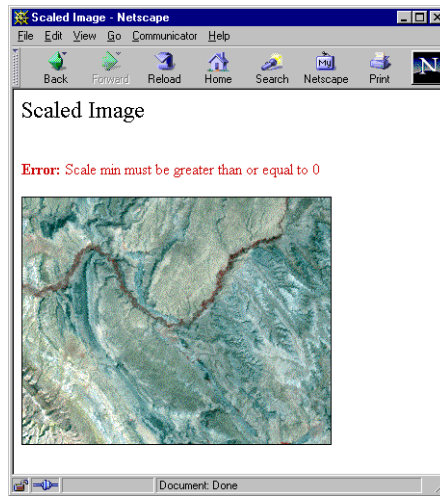 Scaled Image - Netscape
File Edit View Go Communicator Help
Back Forward Reload Home Search Netscape Print
My
N
Scaled Image
Error: Scale min must be greater than or equal to 0
Document: Done